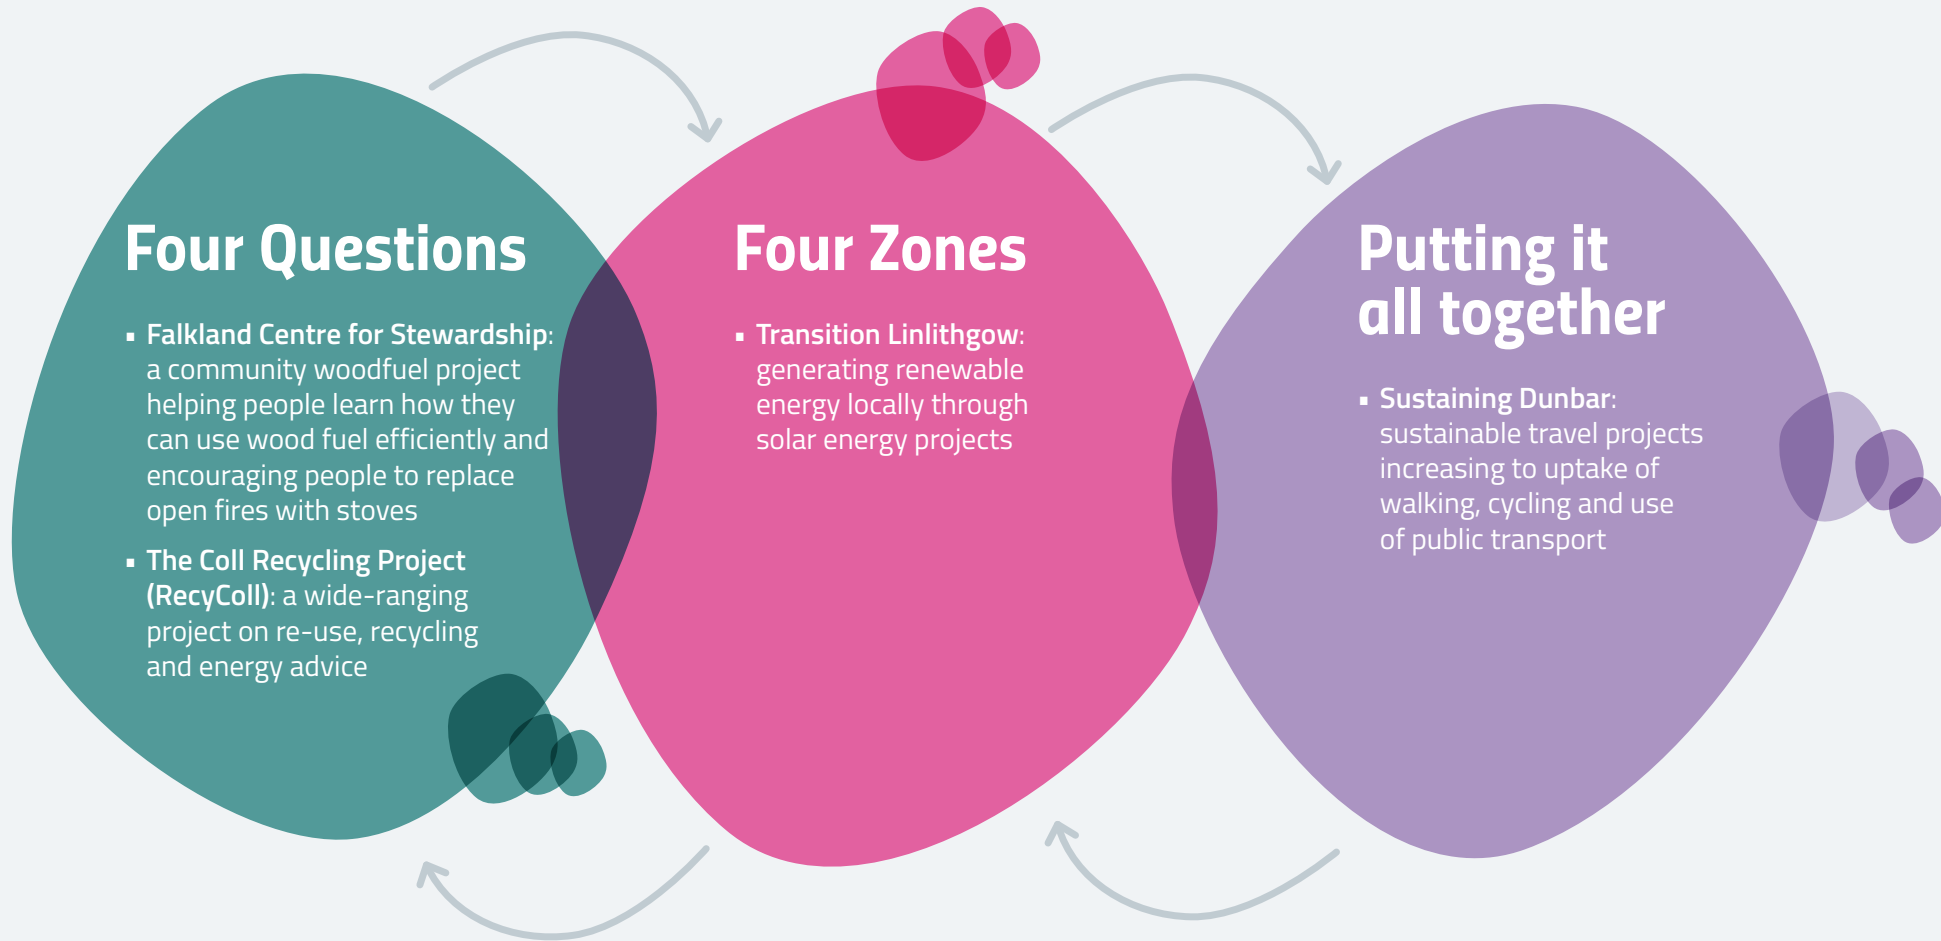 Four Questions
▪ Falkland Centre for Stewardship:
a community woodfuel project
helping people learn how they
can use wood fuel efficiently and
encouraging people to replace
open fires with stoves
▪ The Coll Recycling Project
(RecyColl): a wide-ranging
project on re-use, recycling
and energy advice
Four Zones
▪ Transition Linlithgow:
generating renewable
energy locally through
solar energy projects
Putting it
all together
▪ Sustaining Dunbar:
sustainable travel projects
increasing to uptake of
walking, cycling and use
of public transport